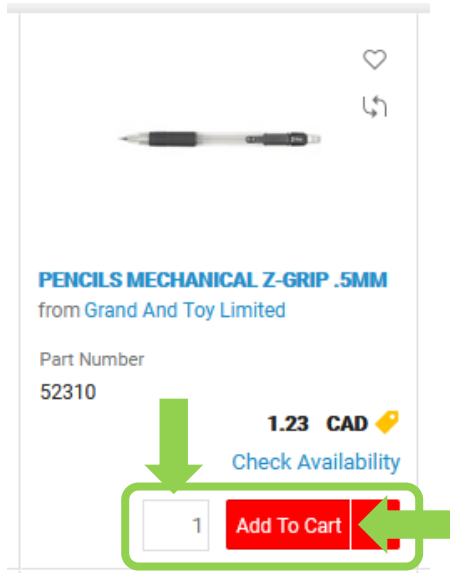 PENCILS MECHANICAL Z-GRIP .5MM
from Grand And Toy Limited
Part Number
52310
1.23 CAD
Check Availability
1 Add To Cart